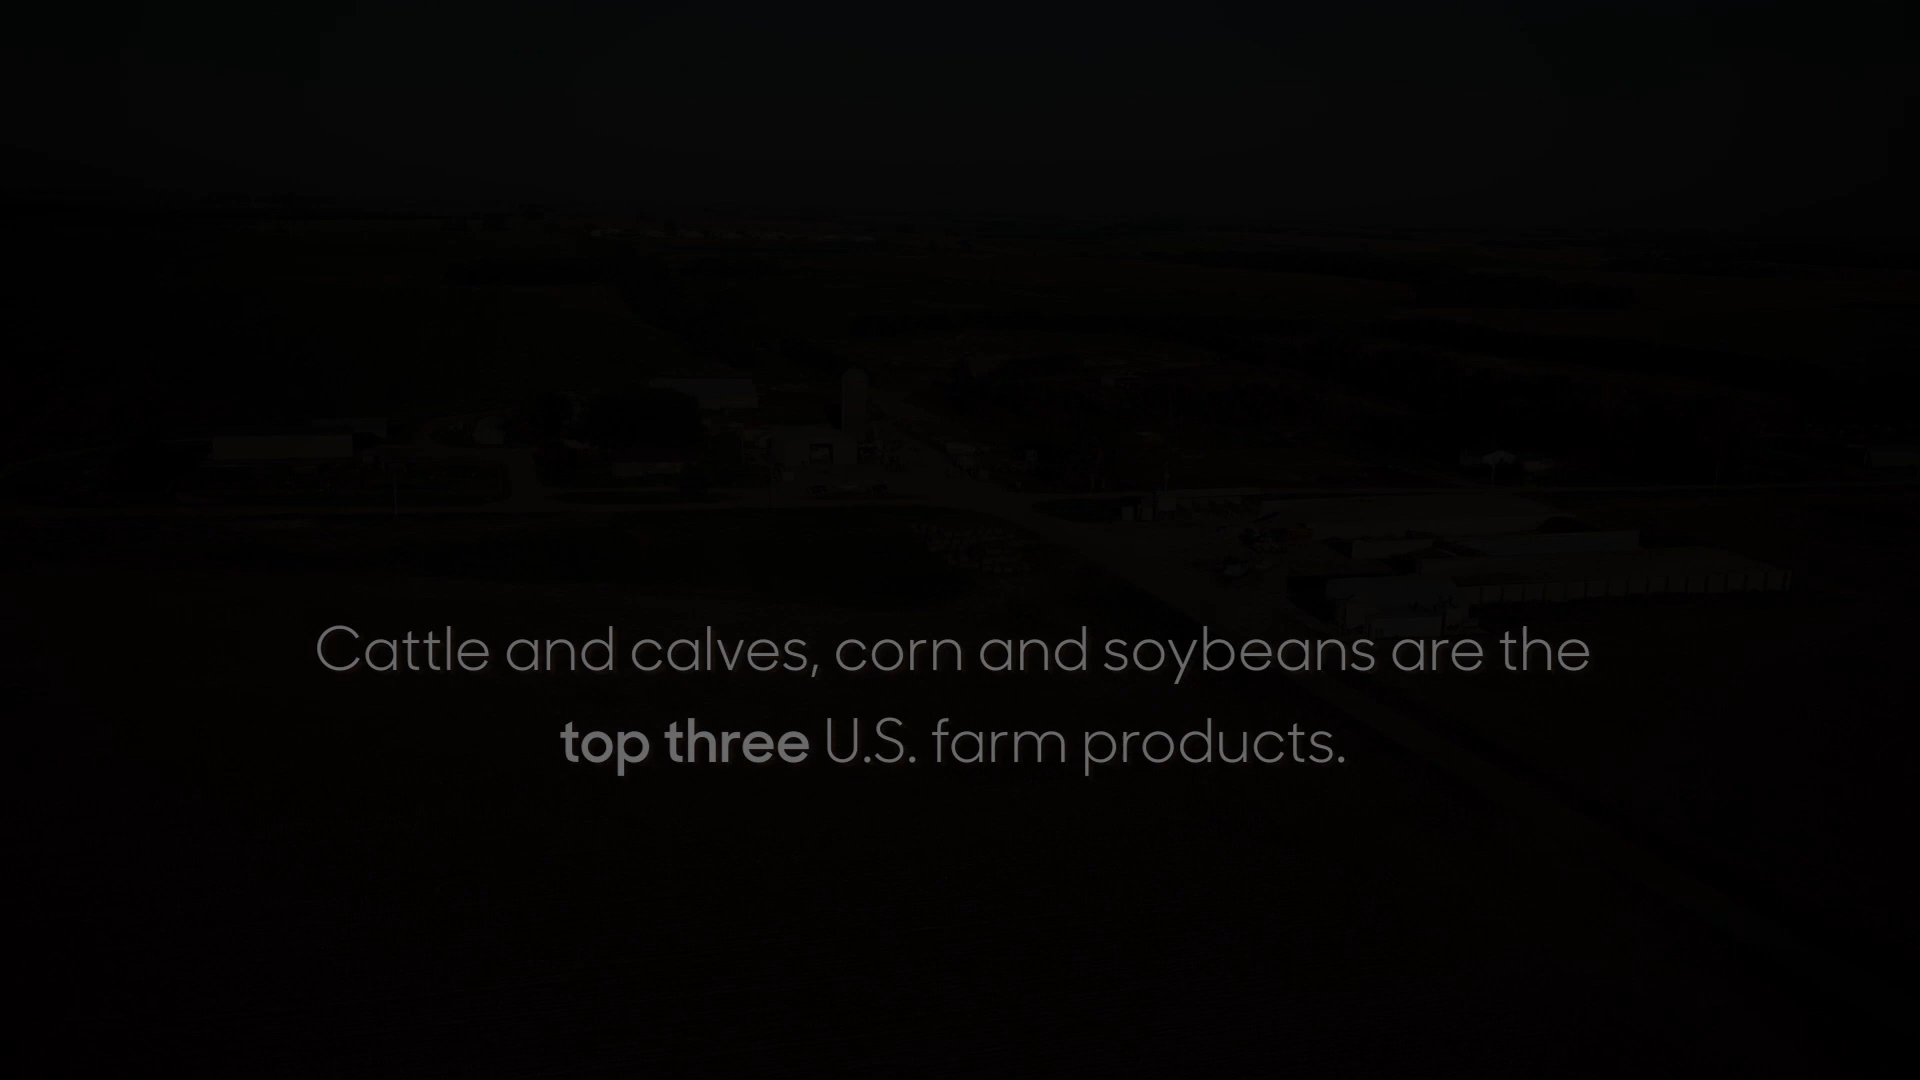 Cattle and calves, corn and soybeans are the
top three U.S. farm products.